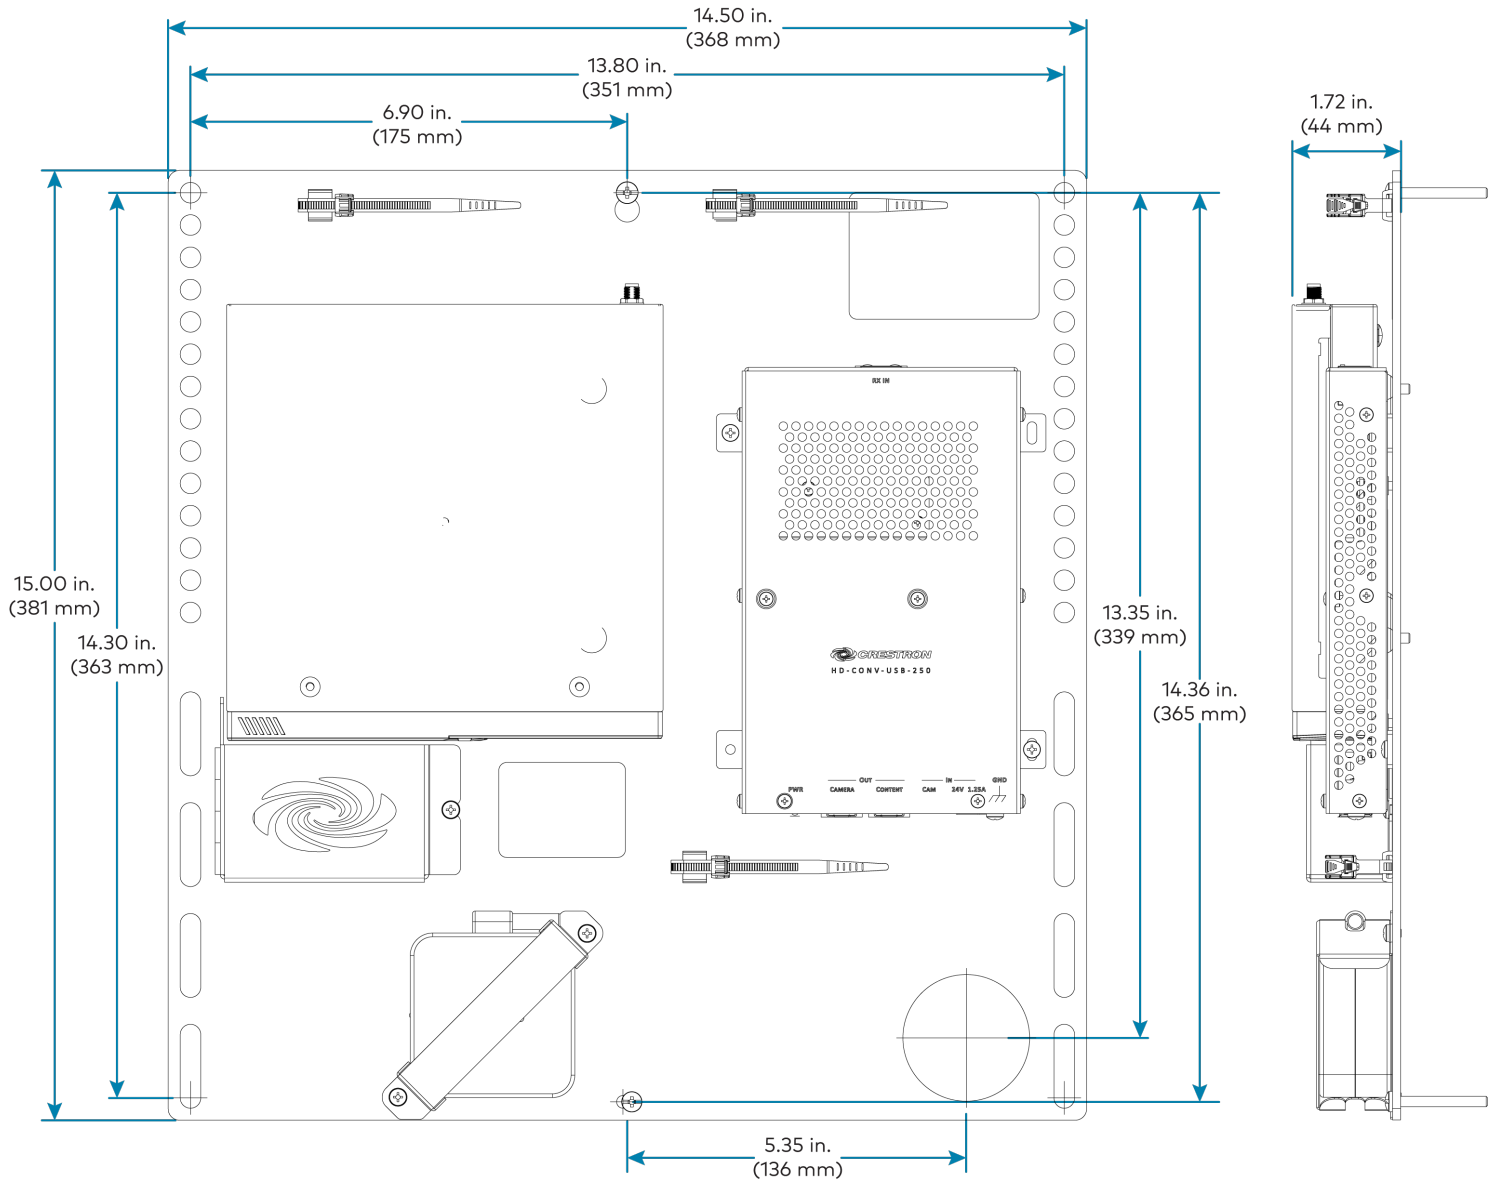 14.50 in.
(368 mm)
13.80 in.
(351 mm)
6.90 in.
(175 mm)
1.72 in.
(44 mm)
RX IN
15.00 in.
(381 mm)
14.30 in.
(363 mm)
13.35 in.
(339 mm)
14.36 in.
(365 mm)
CRESTRON
HD-CONV-USB-250
OUT IN GND
PWR CAMERA CONTENT CAM 24V 1.25A
5.35 in.
(136 mm)